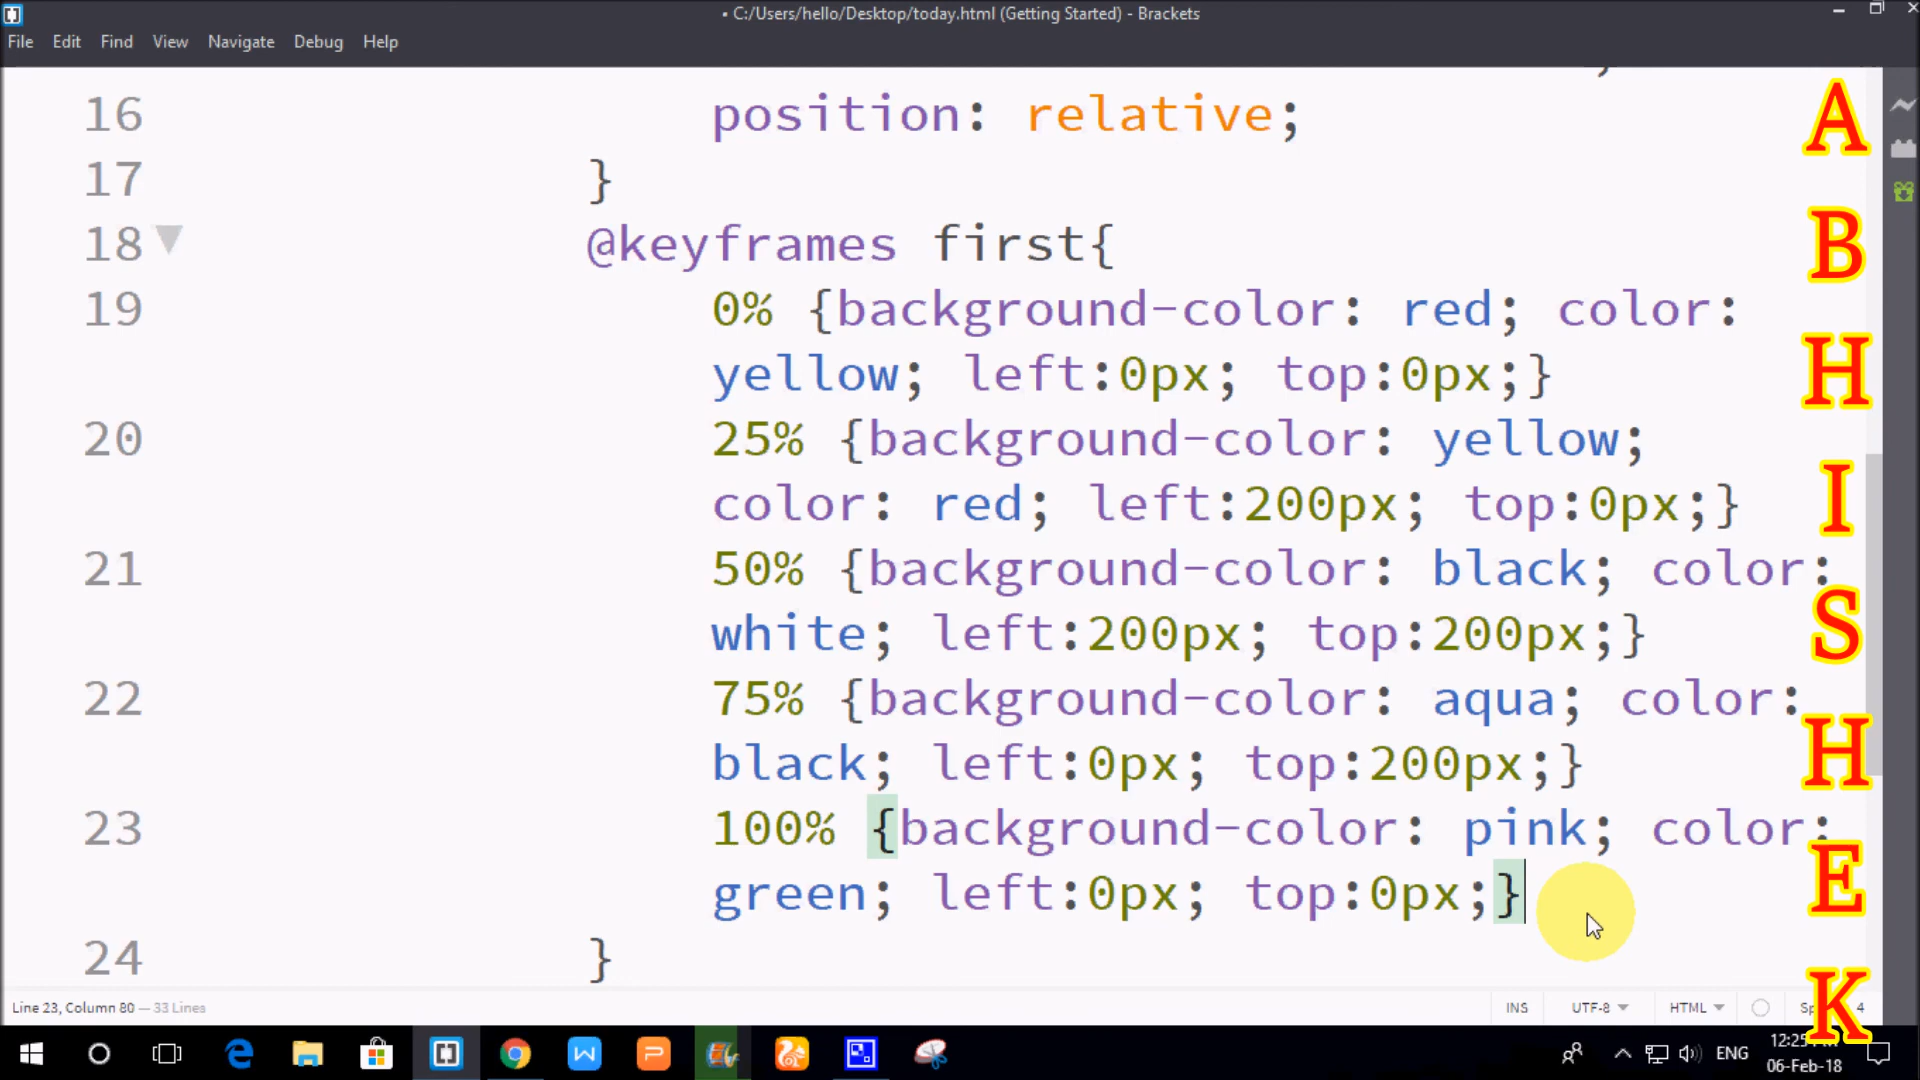 • C:/Users/hello/Desktop/today.html (Getting Started) - Brackets
File Edit Find View Navigate Debug Help
16 position: relative;
17 }
18 @keyframes first{
19 0% {background-color: red; color:
yellow; left:0px; top:0px;}
20 25% {background-color: yellow;
color: red; left:200px; top:0px;}
21 50% {background-color: black; color:
white; left:200px; top:200px;}
22 75% {background-color: aqua; color:
black; left:0px; top:200px;}
23 100% {background-color: pink; color:
green; left:0px; top:0px;}
24 }
A
B
H
I
S
H
E
K
Line 23, Column 80 — 33 Lines
INS UTF-8 HTML 4
ENG
06-Feb-18